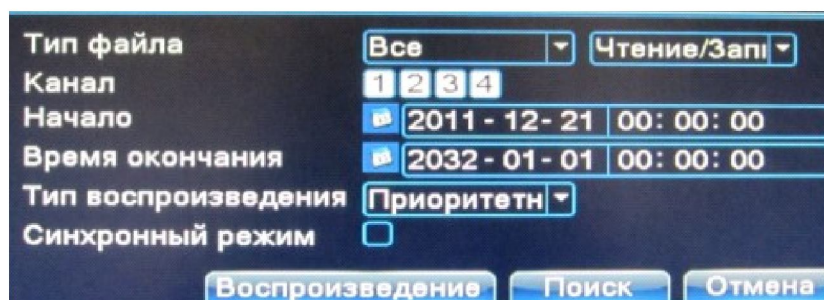 Тип файла Все Чтение/Запи
Канал 1 2 3 4
Начало 2011-12-21 00:00:00
Время окончания 2032-01-01 00:00:00
Тип воспроизведения Приоритетн
Синхронный режим
Воспроизведение Поиск Отмена